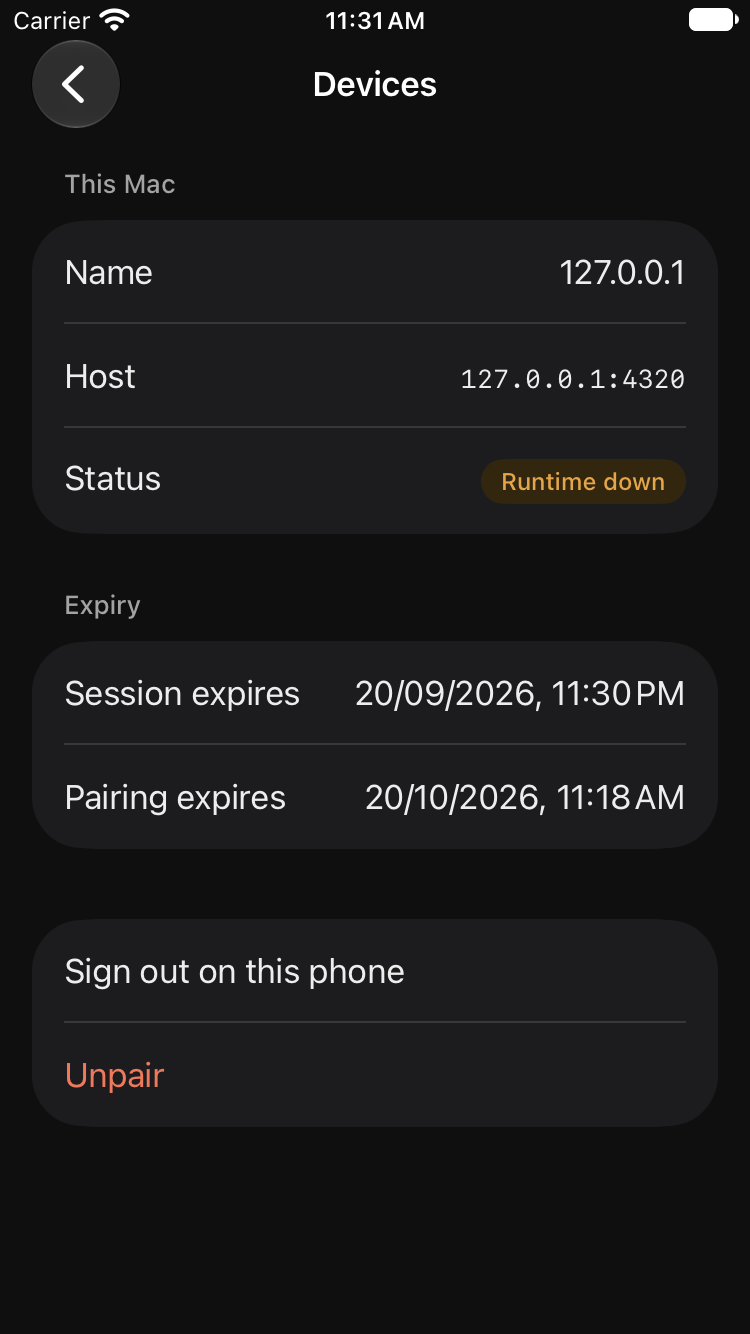 Carrier 11:31 AM
Devices
This Mac
Name 127.0.0.1
Host 127.0.0.1:4320
Status Runtime down
Expiry
Session expires 20/09/2026, 11:30 PM
Pairing expires 20/10/2026, 11:18 AM
Sign out on this phone
Unpair